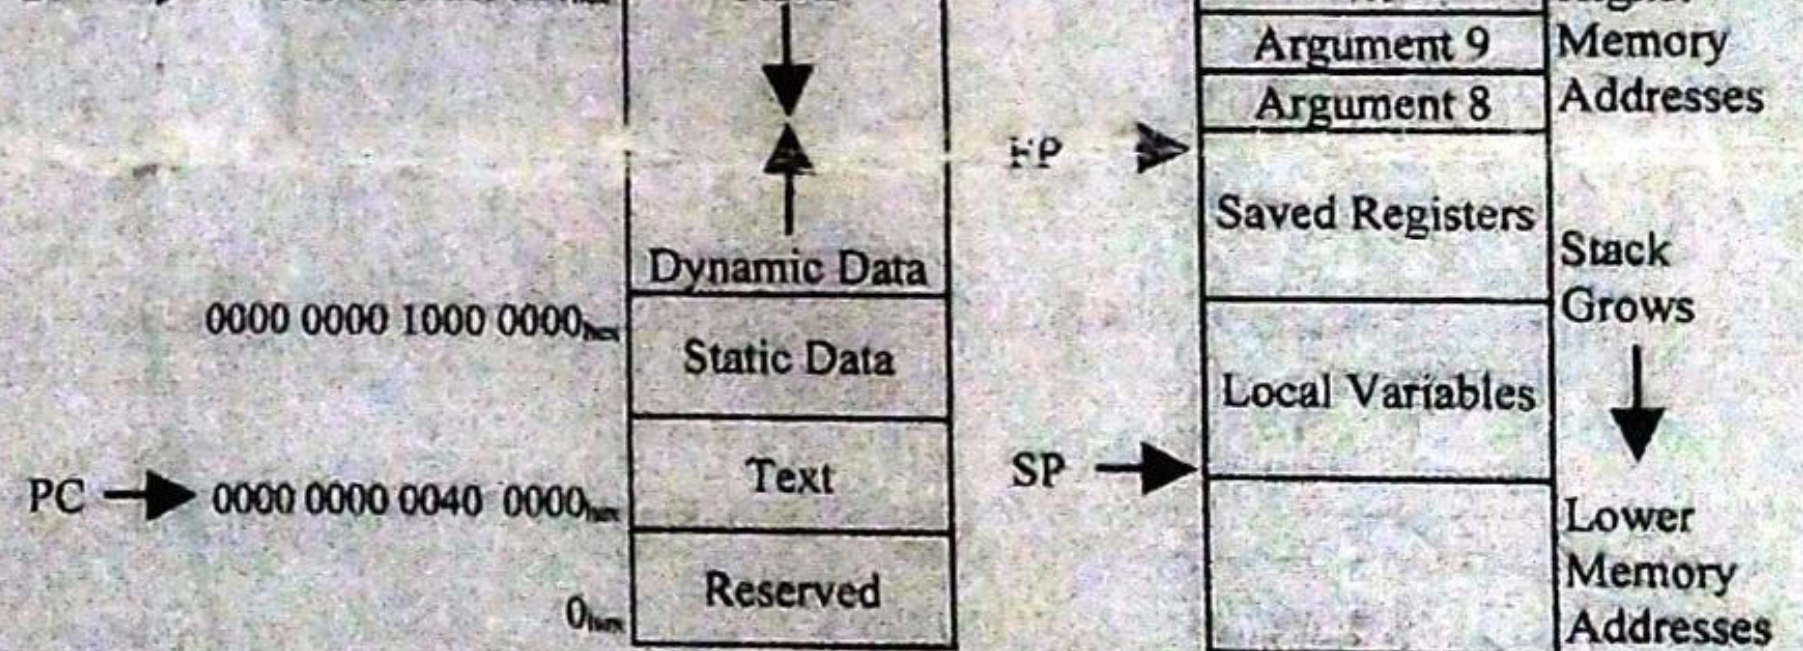 Argument 9
Argument 8
Memory
Addresses
FP
Saved Registers
Stack
Grows
Dynamic Data
0000 0000 1000 0000hex
Static Data
Local Variables
PC
0000 0000 0040 0000hex
Text
SP
Lower
Memory
Addresses
Reserved
0hex